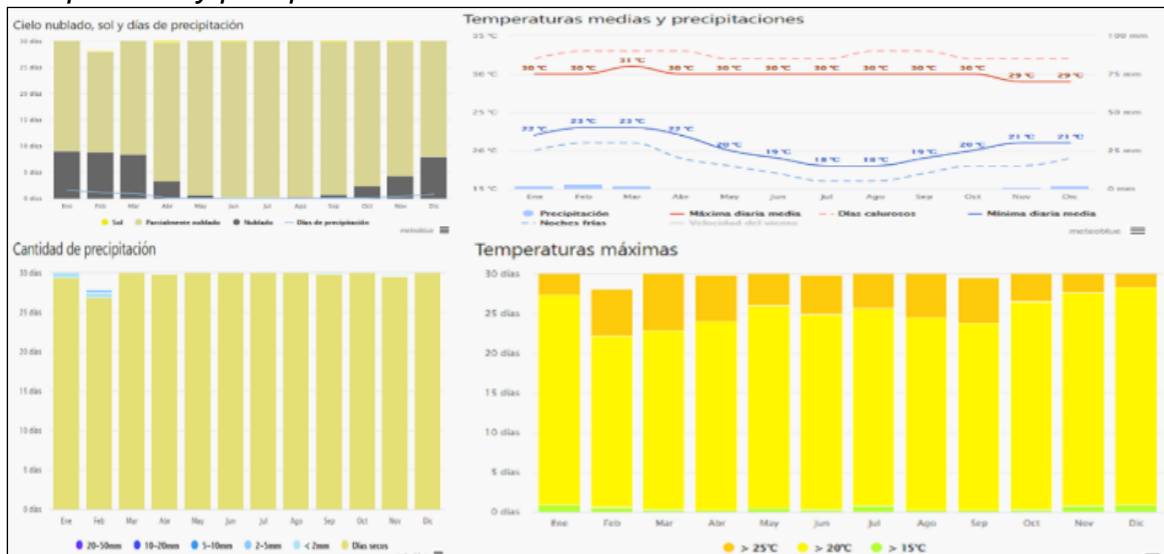 Cielo nublado, sol y días de precipitación
30 días
25 días
20 días
15 días
10 días
5 días
0 días
Ene Feb Mar Abr May Jun Jul Ago Sep Oct Nov Dic
Sol Parcialmente nublado Nublado Días de precipitación
meteoblue
Temperaturas medias y precipitaciones
35 °C 100 mm
30 °C 75 mm
25 °C 50 mm
20 °C 25 mm
15 °C 0 mm
30 °C 30 °C 31 °C 30 °C 30 °C 30 °C 30 °C 30 °C 30 °C 30 °C 29 °C 29 °C
22 °C 23 °C 23 °C 22 °C 20 °C 19 °C 18 °C 18 °C 19 °C 20 °C 21 °C 21 °C
Ene Feb Mar Abr May Jun Jul Ago Sep Oct Nov Dic
Precipitación Máxima diaria media Días calurosos Mínima diaria media
Noches frías Velocidad del viento
meteoblue
Cantidad de precipitación
30 días
25 días
20 días
15 días
10 días
5 días
0 días
Ene Feb Mar Abr May Jun Jul Ago Sep Oct Nov Dic
20-50mm 10-20mm 5-10mm 2-5mm < 2mm Días secos
Temperaturas máximas
30 días
25 días
20 días
15 días
10 días
5 días
0 días
Ene Feb Mar Abr May Jun Jul Ago Sep Oct Nov Dic
> 25°C > 20°C > 15°C